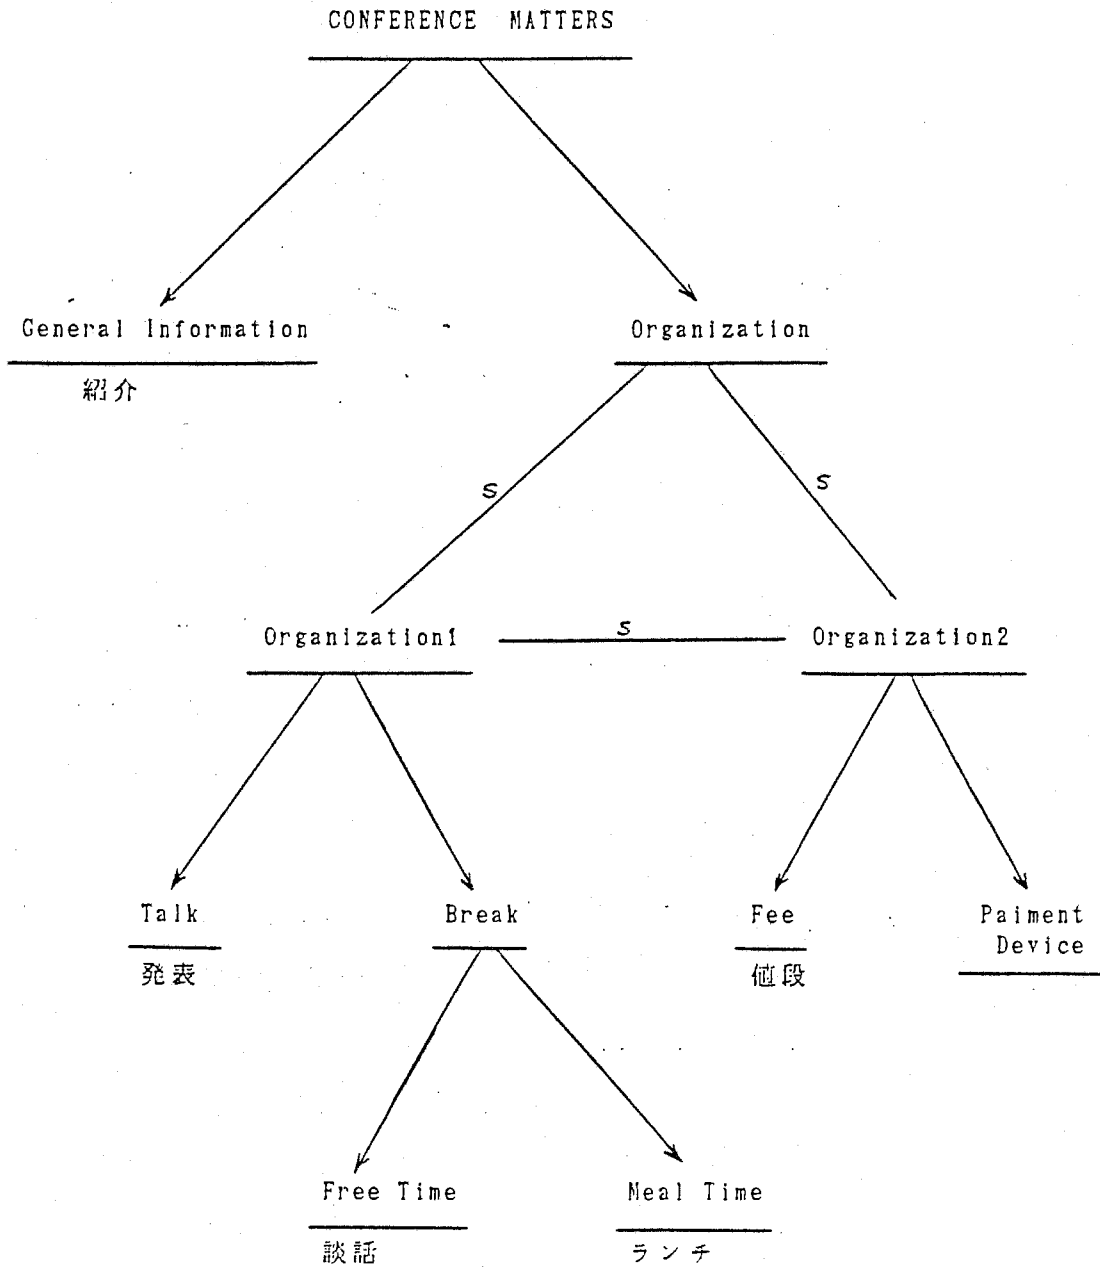 CONFERENCE MATTERS
General Information
紹介
Organization
s
s
Organization1
s
Organization2
Talk
発表
Break
Fee
値段
Paiment
Device
Free Time
談話
Meal Time
ランチ